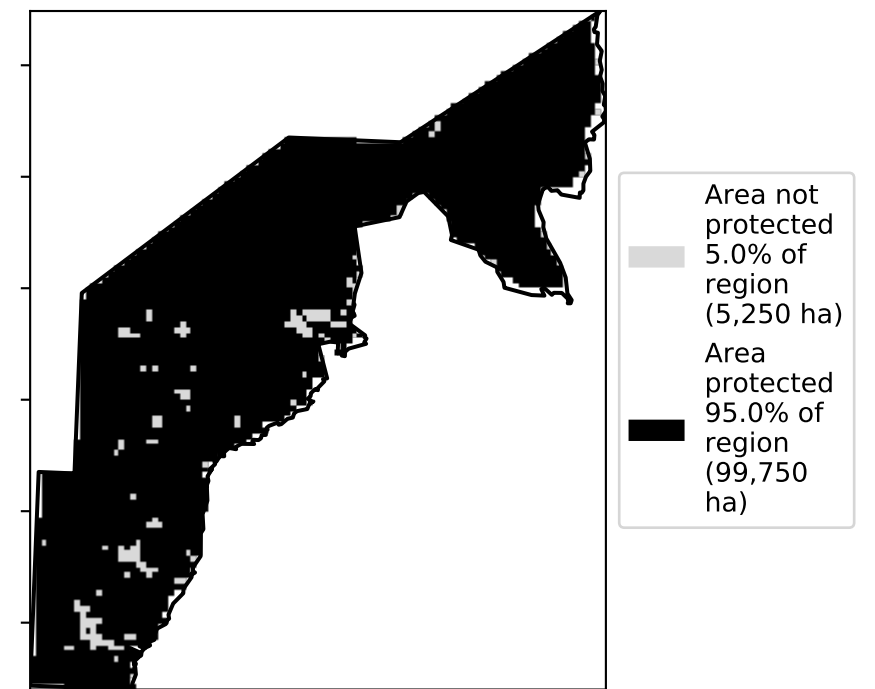 Area not
protected
5.0% of
region
(5,250 ha)
Area
protected
95.0% of
region
(99,750
ha)